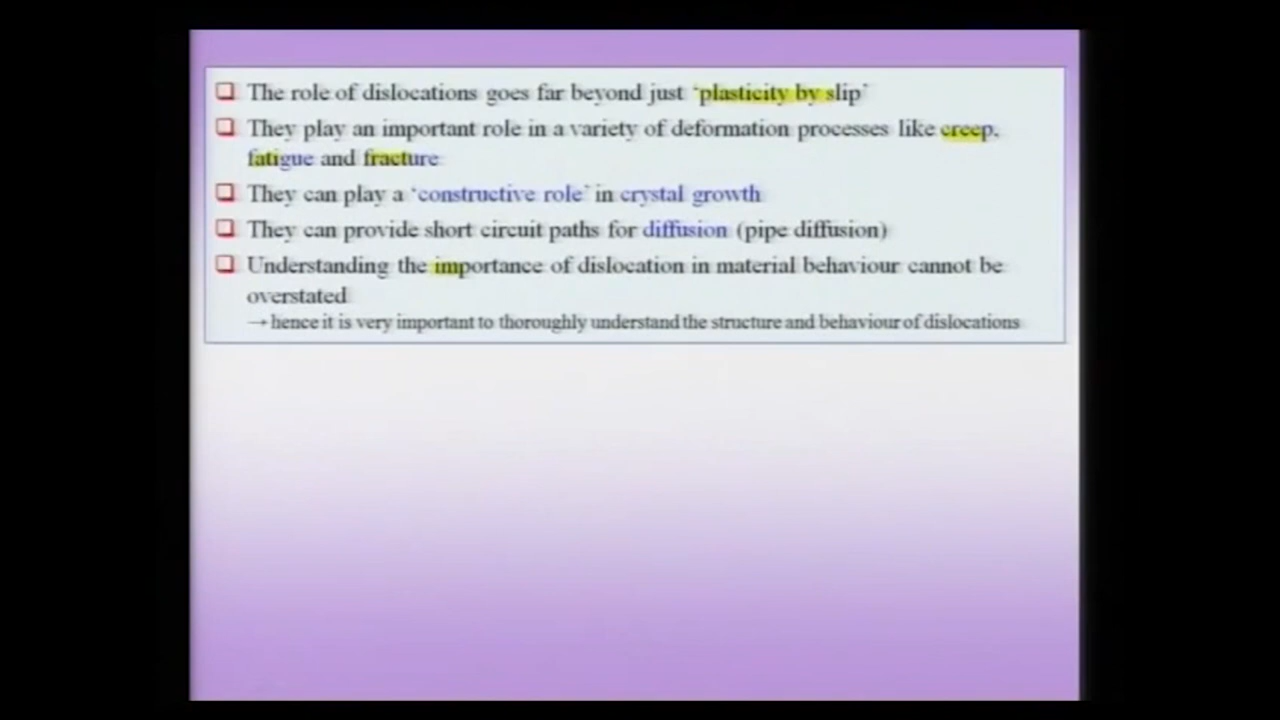 The role of dislocations goes far beyond just ‘plasticity by slip’
They play an important role in a variety of deformation processes like creep,
fatigue and fracture
They can play a ‘constructive role’ in crystal growth
They can provide short circuit paths for diffusion (pipe diffusion)
Understanding the importance of dislocation in material behaviour cannot be
overstated
→ hence it is very important to thoroughly understand the structure and behaviour of dislocations